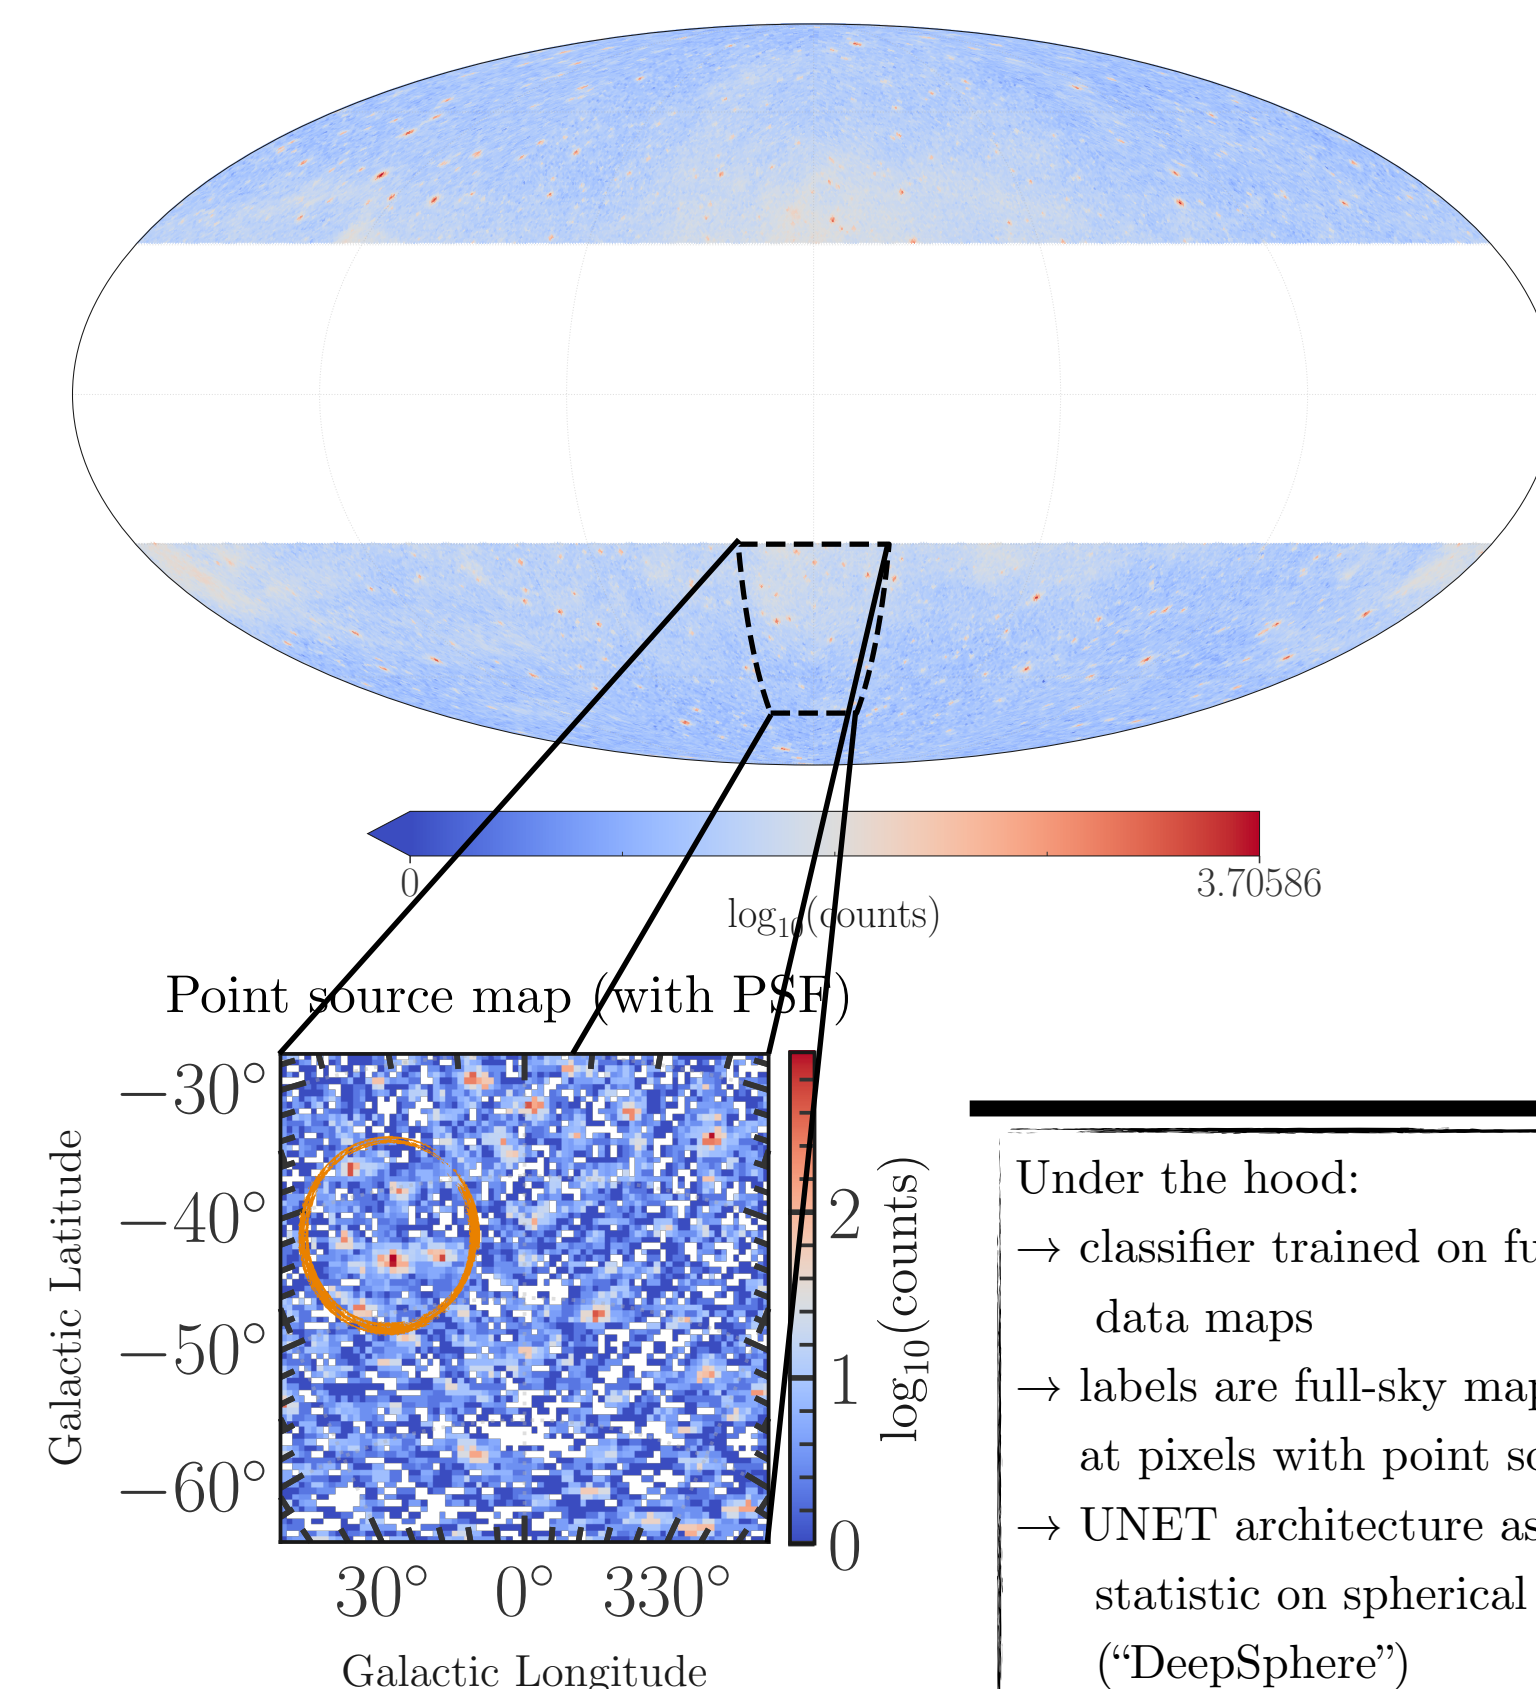 0
3.70586
log10(counts)
Point source map (with PSF)
−30°
−40°
−50°
−60°
Galactic Latitude
30°
0°
330°
Galactic Longitude
2
1
0
log10(counts)
Under the hood:
→ classifier trained on
data maps
→ labels are full-sky
at pixels with point
→ UNET architecture
statistic on spherical
(“DeepSphere”)